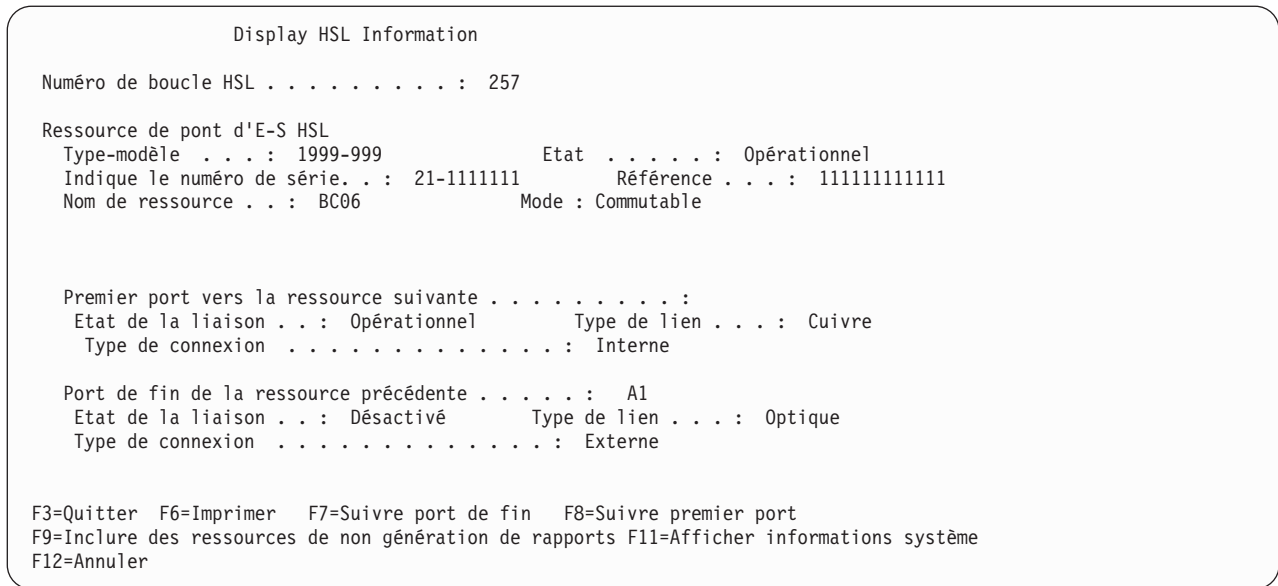 Display HSL Information
Numéro de boucle HSL . . . . . . . . . : 257
Ressource de pont d'E-S HSL
Type-modèle . . . : 1999-999 Etat . . . . . : Opérationnel
Indique le numéro de série. . : 21-1111111 Référence . . . : 111111111111
Nom de ressource . . : BC06 Mode : Commutable
Premier port vers la ressource suivante . . . . . . . . . :
Etat de la liaison . . : Opérationnel Type de lien . . . : Cuivre
Type de connexion . . . . . . . . . . . . . : Interne
Port de fin de la ressource précédente . . . . . : A1
Etat de la liaison . . : Désactivé Type de lien . . . : Optique
Type de connexion . . . . . . . . . . . . . : Externe
F3=Quitter F6=Imprimer F7=Suivre port de fin F8=Suivre premier port
F9=Inclure des ressources de non génération de rapports F11=Afficher informations système
F12=Annuler